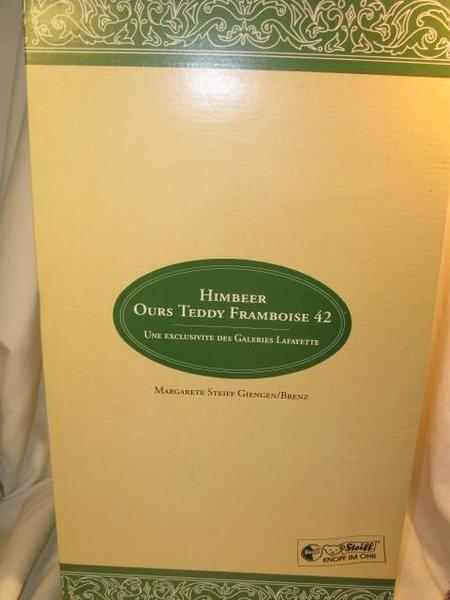 HIMBEER
OURS TEDDY FRAMBOISE 42
UNE EXCLUSIVITE DES GALERIES LAFAYETTE
MARGARETE STEIFF GIENGEN/BRENZ
Steiff
KNOPF IM OHR